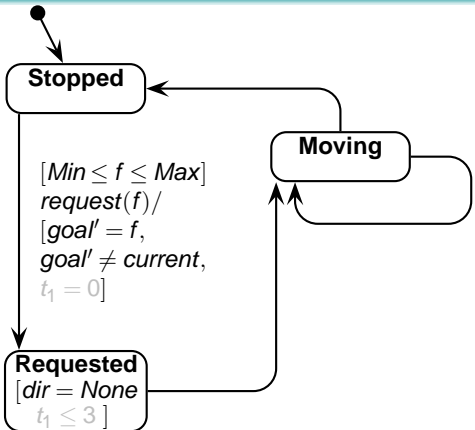 Stopped
Moving
[Min ≤ f ≤ Max]
request(f)/
[goal′ = f,
goal′ ≠ current,
t₁ = 0]
Requested
[dir = None
t₁ ≤ 3 ]